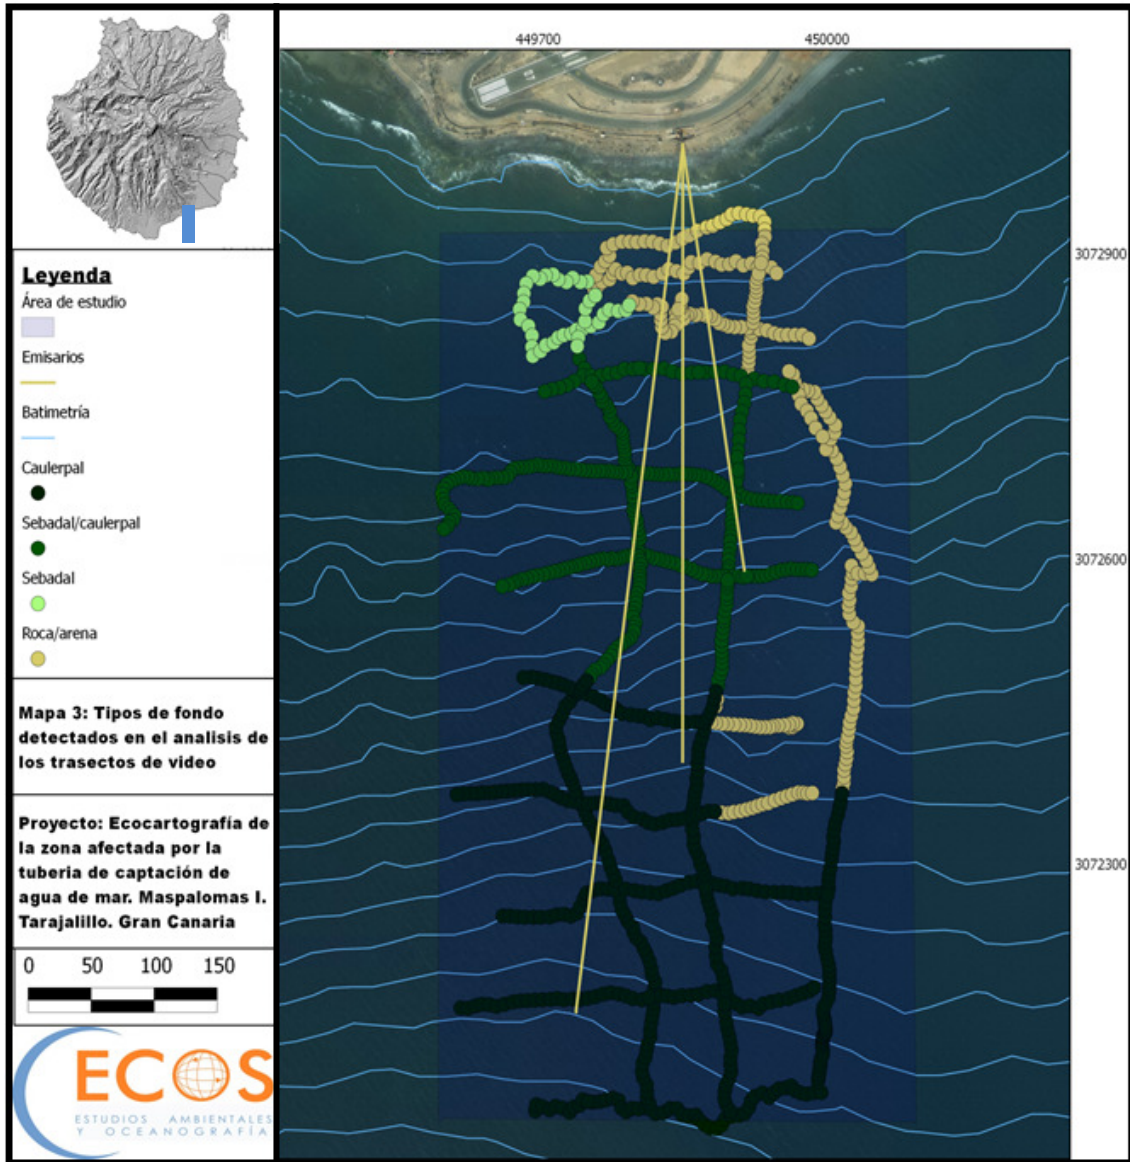 449700
450000
3072900
3072600
3072300
Leyenda
Área de estudio
Emisarios
Batimetría
Caulerpal
Sebadal/caulerpal
Sebadal
Roca/arena
Mapa 3: Tipos de fondo
detectados en el analisis de
los trasectos de video
Proyecto: Ecocartografía de
la zona afectada por la
tuberia de captación de
agua de mar. Maspalomas I.
Tarajalillo. Gran Canaria
0 50 100 150
ECOS
ESTUDIOS AMBIENTALES
Y OCEANOGRAFÍA